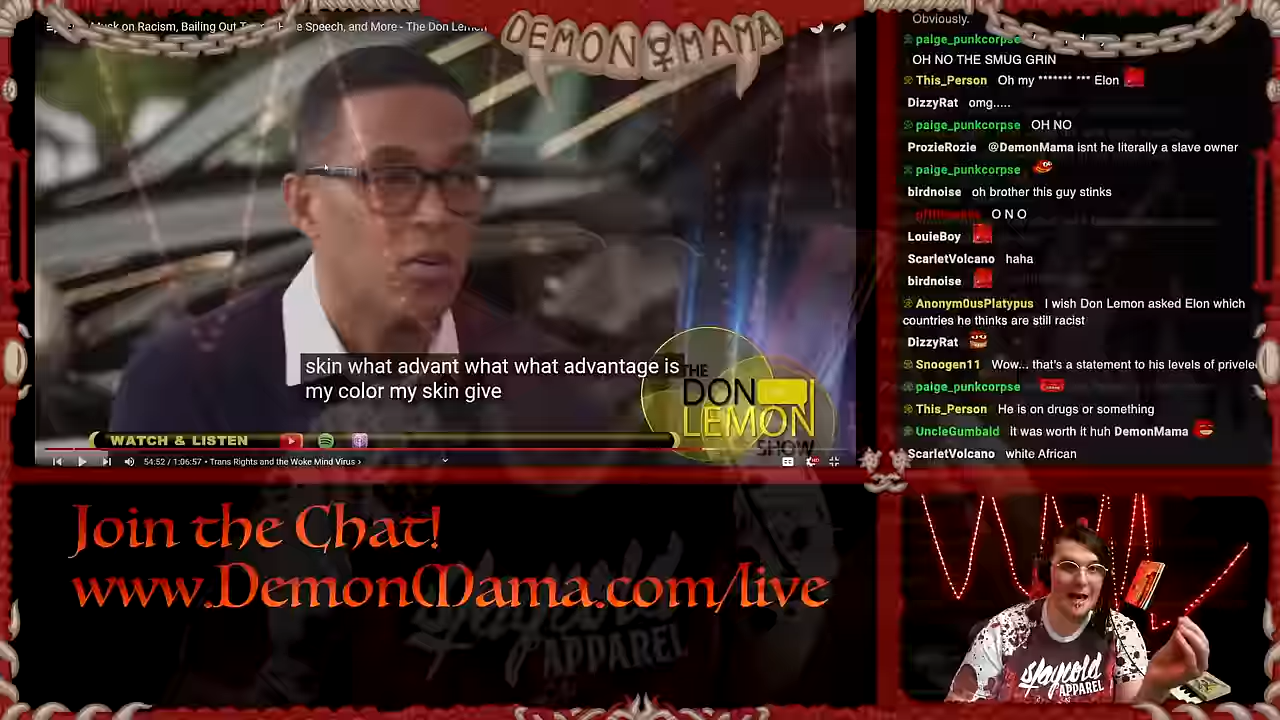 Musk on Racism, Bailing Out
Speech, and More - The Don Lemon
DEMON MAMA
skin what advant what what advantage is
my color my skin give
THE
DON
LEMON
SHOW
WATCH & LISTEN
54:52 / 1:06:57 • Trans Rights and the Woke Mind Virus ›
Obviously.
paige_punkcorpse
OH NO THE SMUG GRIN
This_Person Oh my ******* *** Elon
DizzyRat omg.....
paige_punkcorpse OH NO
ProzieRozie @DemonMama isnt he literally a slave owner
paige_punkcorpse
birdnoise oh brother this guy stinks
O N O
LouieBoy
ScarletVolcano haha
birdnoise
Anonym0usPlatypus I wish Don Lemon asked Elon which
countries he thinks are still racist
DizzyRat
Snoogen11 Wow... that's a statement to his levels of privele
paige_punkcorpse
This_Person He is on drugs or something
UncleGumbald it was worth it huh DemonMama
ScarletVolcano white African
Join the Chat!
www.DemonMama.com/live
staycold
APPAREL
staycold
APPAREL